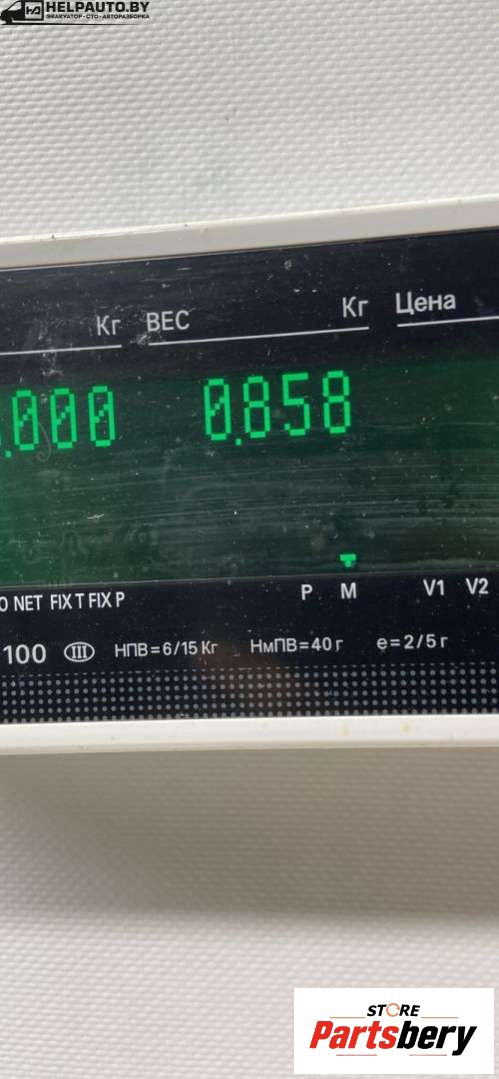 HELPAUTO.BY
ЭВАКУАТОР·СТО·АВТОРАЗБОРКА
Кг ВЕС Кг Цена
.000 0.858
O NET FIX T FIX P P M V1 V2
100 III НПВ=6/15 Кг НмПВ=40 г e=2/5 г
STORE
Partsbery